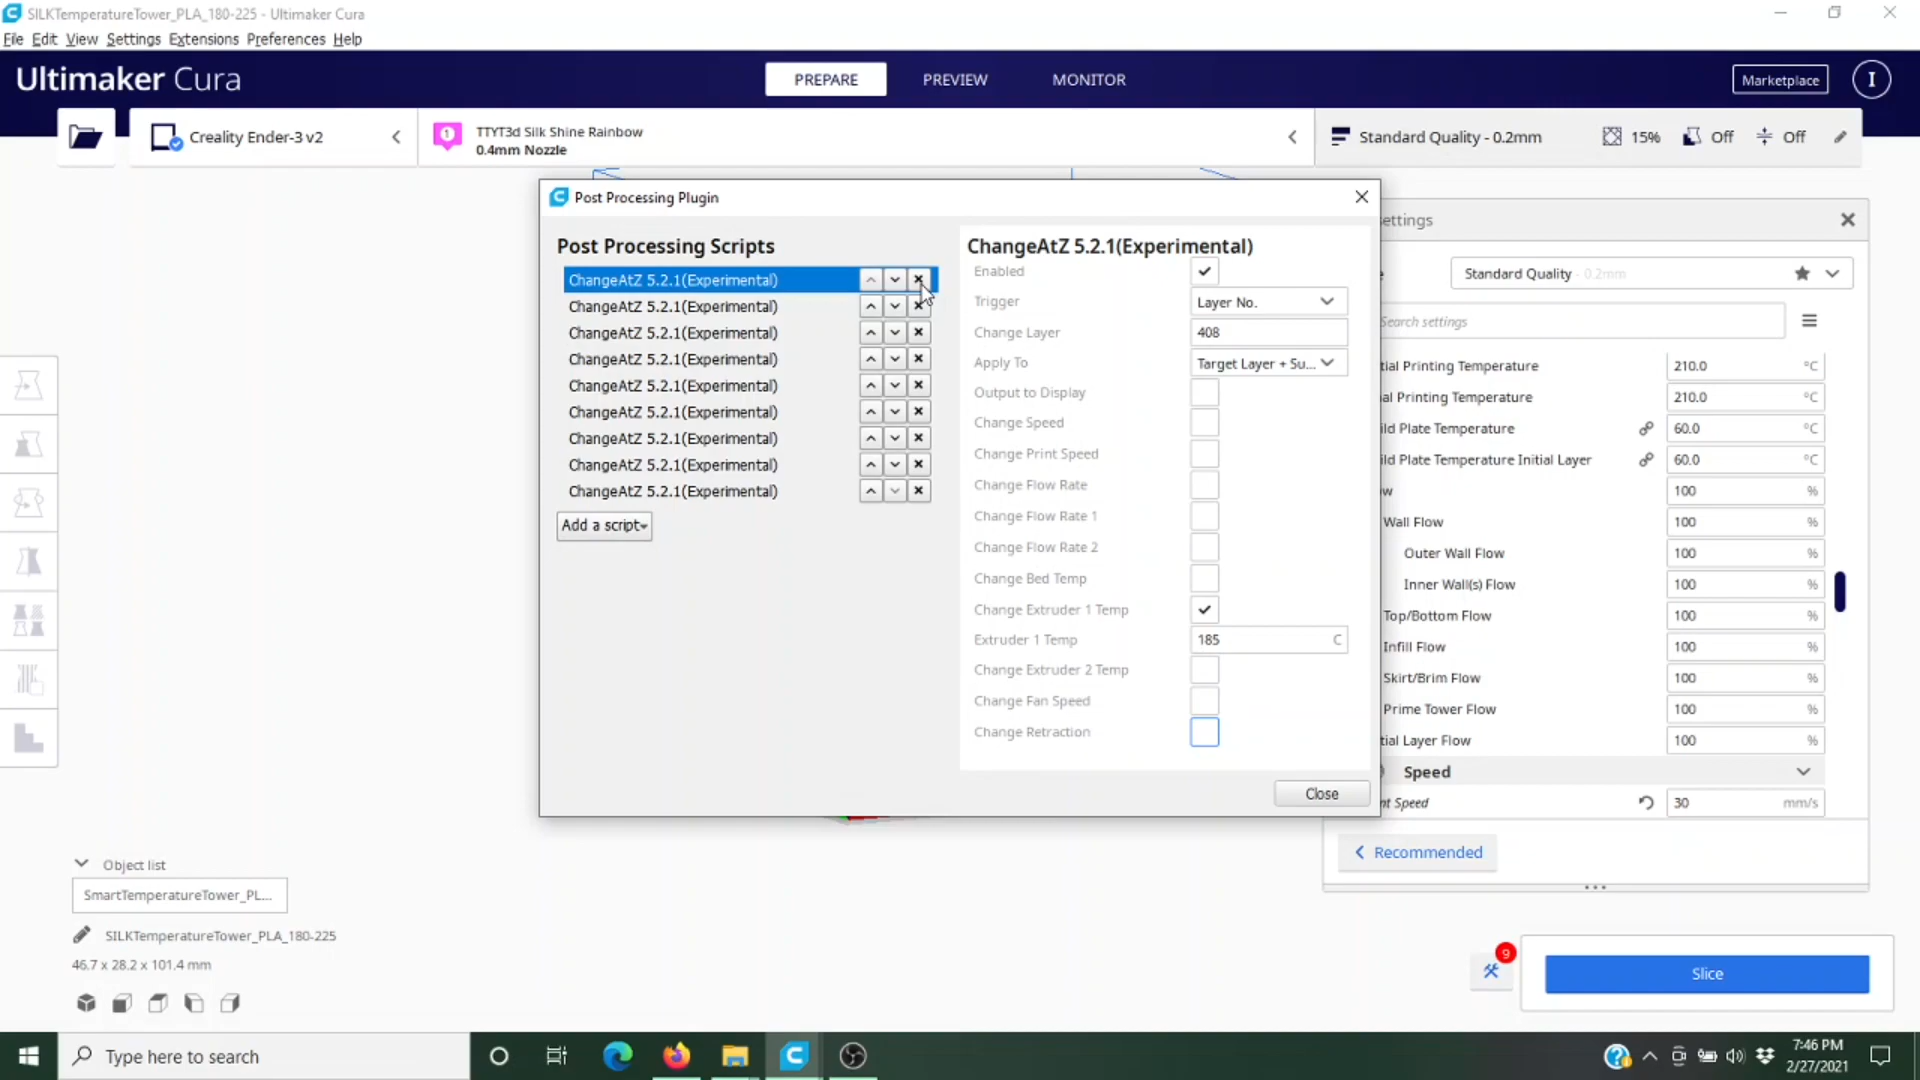 SILKTemperatureTower_PLA_180-225 - Ultimaker Cura
File Edit View Settings Extensions Preferences Help
Ultimaker Cura
PREPARE
PREVIEW
MONITOR
Marketplace
I
Creality Ender-3 v2
1
TTYT3d Silk Shine Rainbow
0.4mm Nozzle
Standard Quality - 0.2mm
15%
Off
Off
Post Processing Plugin
Post Processing Scripts
ChangeAtZ 5.2.1(Experimental)
ChangeAtZ 5.2.1(Experimental)
ChangeAtZ 5.2.1(Experimental)
ChangeAtZ 5.2.1(Experimental)
ChangeAtZ 5.2.1(Experimental)
ChangeAtZ 5.2.1(Experimental)
ChangeAtZ 5.2.1(Experimental)
ChangeAtZ 5.2.1(Experimental)
ChangeAtZ 5.2.1(Experimental)
Add a script
ChangeAtZ 5.2.1(Experimental)
Enabled
Trigger Layer No.
Change Layer 408
Apply To Target Layer + Su...
Output to Display
Change Speed
Change Print Speed
Change Flow Rate
Change Flow Rate 1
Change Flow Rate 2
Change Bed Temp
Change Extruder 1 Temp
Extruder 1 Temp 185 C
Change Extruder 2 Temp
Change Fan Speed
Change Retraction
Close
ettings
e Standard Quality - 0.2mm
Search settings
tial Printing Temperature 210.0 °C
al Printing Temperature 210.0 °C
ild Plate Temperature 60.0 °C
ild Plate Temperature Initial Layer 60.0 °C
w 100 %
Wall Flow 100 %
Outer Wall Flow 100 %
Inner Wall(s) Flow 100 %
Top/Bottom Flow 100 %
Infill Flow 100 %
Skirt/Brim Flow 100 %
Prime Tower Flow 100 %
tial Layer Flow 100 %
Speed
nt Speed 30 mm/s
Recommended
Object list
SmartTemperatureTower_PL...
SILKTemperatureTower_PLA_180-225
46.7 x 28.2 x 101.4 mm
9
Slice
Type here to search
7:46 PM
2/27/2021